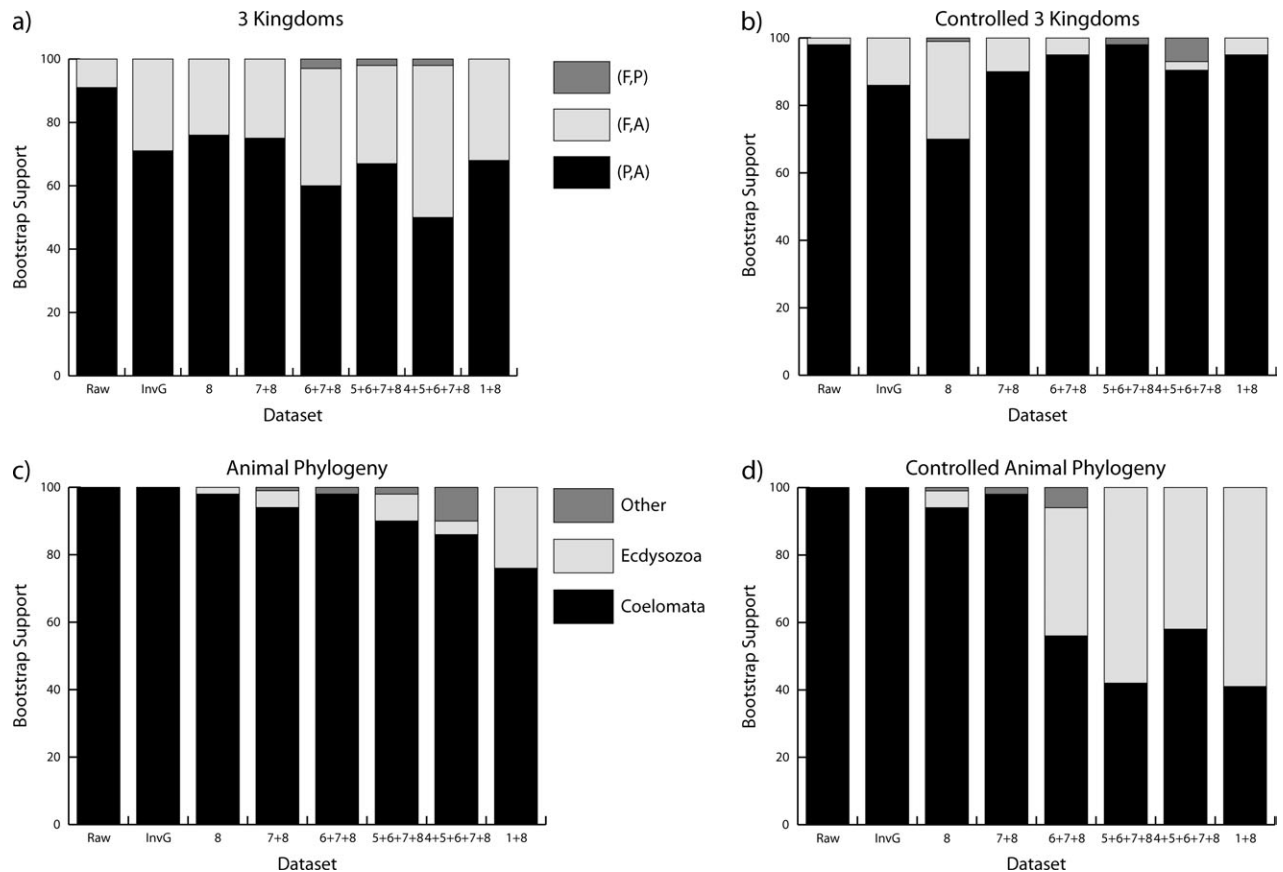 a)
3 Kingdoms
Bootstrap Support
100
80
60
40
20
0
Raw InvG 8 7+8 6+7+8 5+6+7+8 4+5+6+7+8 1+8
Dataset
(F,P)
(F,A)
(P,A)
b)
Controlled 3 Kingdoms
Bootstrap Support
100
80
60
40
20
0
Raw InvG 8 7+8 6+7+8 5+6+7+8 4+5+6+7+8 1+8
Dataset
c)
Animal Phylogeny
Bootstrap Support
100
80
60
40
20
0
Raw InvG 8 7+8 6+7+8 5+6+7+8 4+5+6+7+8 1+8
Dataset
Other
Ecdysozoa
Coelomata
d)
Controlled Animal Phylogeny
Bootstrap Support
100
80
60
40
20
0
Raw InvG 8 7+8 6+7+8 5+6+7+8 4+5+6+7+8 1+8
Dataset